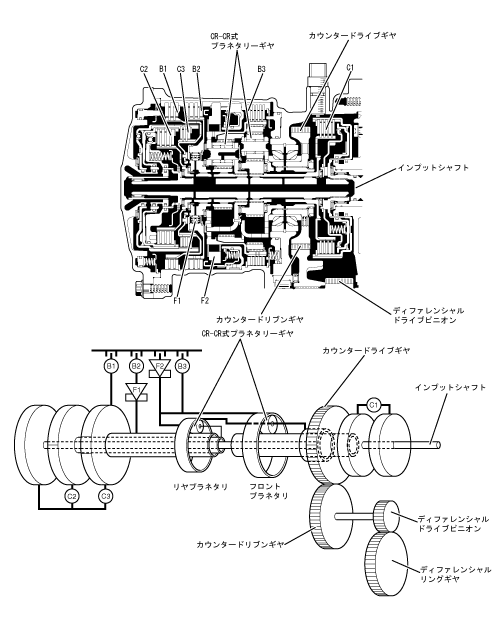 CR-CR式
プラネタリーギヤ
カウンタードライブギヤ
C2
B1
C3
B2
B3
C1
インプットシャフト
F1
F2
カウンタードリブンギヤ
ディファレンシャル
ドライブピニオン
CR-CR式プラネタリーギヤ
カウンタードライブギヤ
B1
B2
F2
B3
F1
C1
インプットシャフト
リヤプラネタリ
フロント
プラネタリ
C2
C3
カウンタードリブンギヤ
ディファレンシャル
ドライブピニオン
ディファレンシャル
リングギヤ